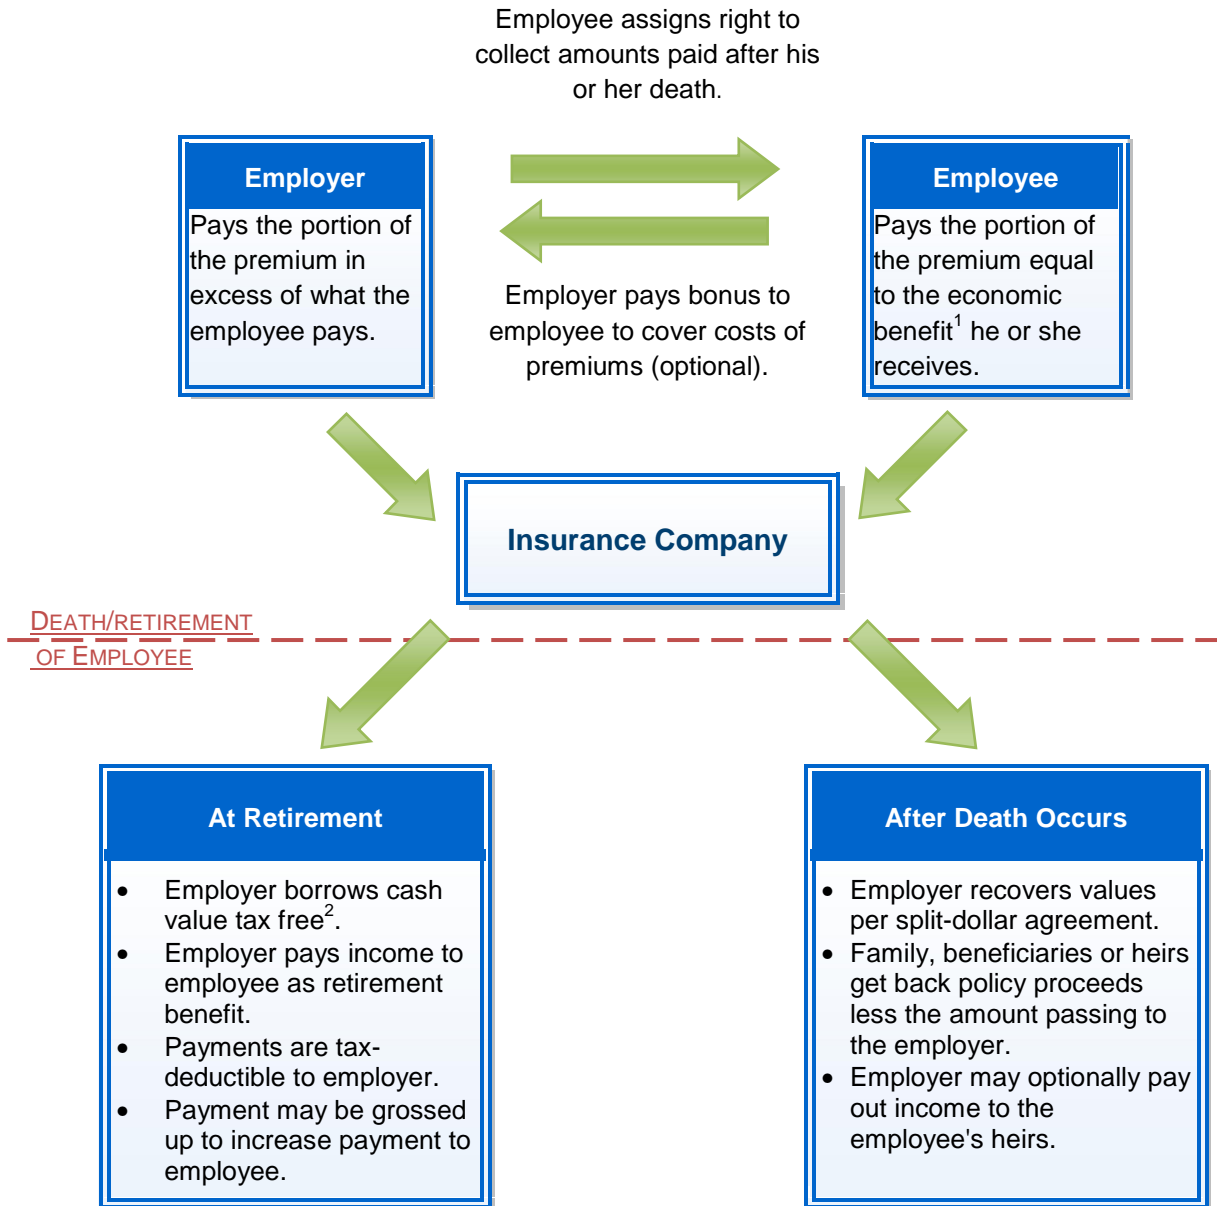 Employee assigns right to
collect amounts paid after his
or her death.
Employer
Pays the portion of
the premium in
excess of what the
employee pays.
Employee
Pays the portion of
the premium equal
to the economic
benefit1 he or she
receives.
Employer pays bonus to
employee to cover costs of
premiums (optional).
Insurance Company
DEATH/RETIREMENT
OF EMPLOYEE
At Retirement
• Employer borrows cash
value tax free2.
• Employer pays income to
employee as retirement
benefit.
• Payments are tax-
deductible to employer.
• Payment may be grossed
up to increase payment to
employee.
After Death Occurs
• Employer recovers values
per split-dollar agreement.
• Family, beneficiaries or heirs
get back policy proceeds
less the amount passing to
the employer.
• Employer may optionally pay
out income to the
employee's heirs.